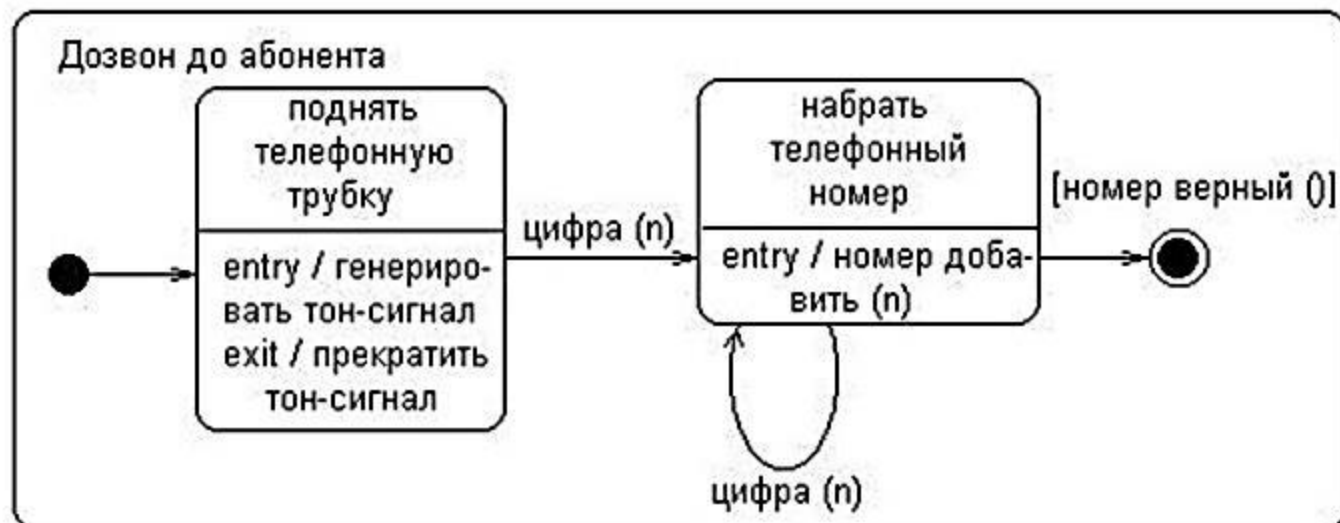 Дозвон до абонента
поднять
телефонную
трубку
entry / генериро-
вать тон-сигнал
exit / прекратить
тон-сигнал
цифра (n)
набрать
телефонный
номер
entry / номер доба-
вить (n)
цифра (n)
[номер верный ()]